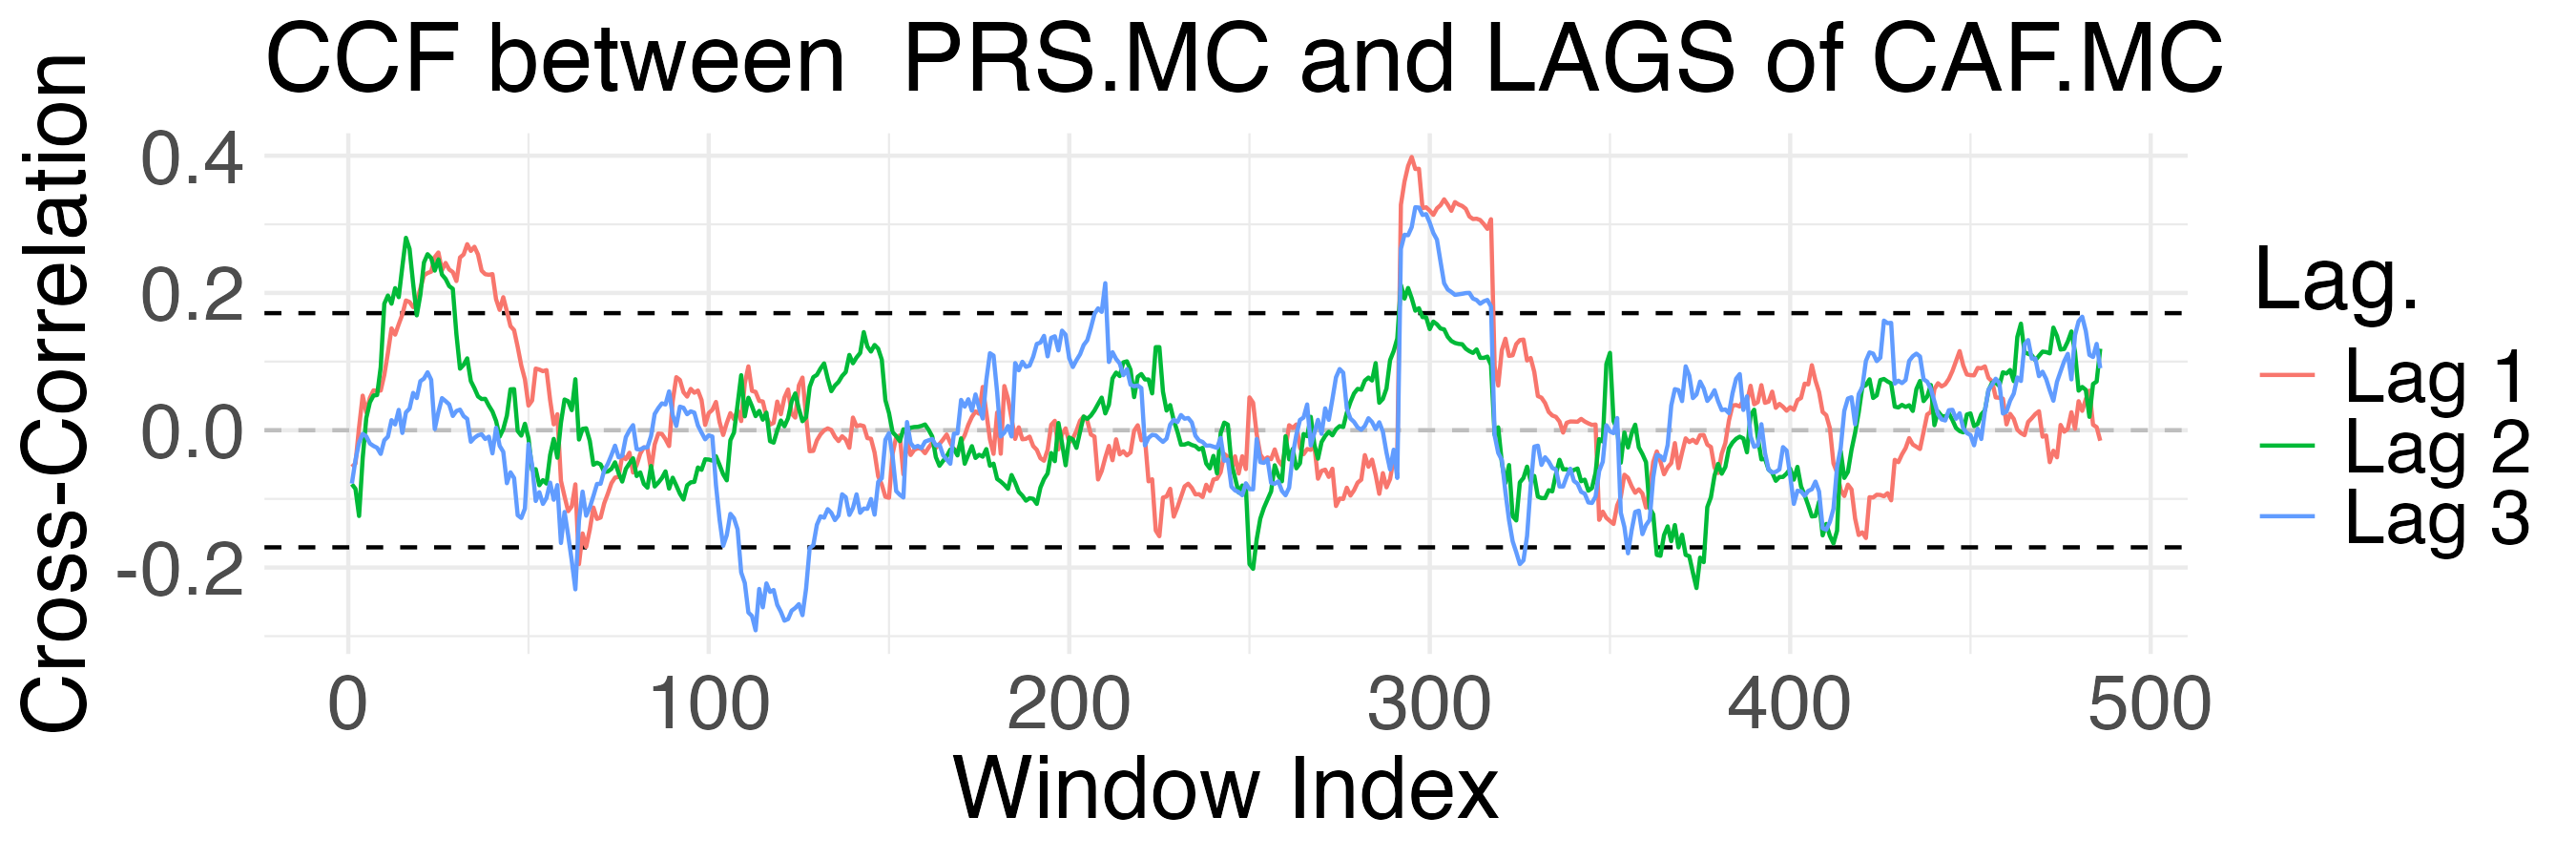 CCF between  PRS.MC and LAGS of CAF.MC
Cross-Correlation
0.4
0.2
0.0
-0.2
0 100 200 300 400 500
Window Index
Lag.
Lag 1
Lag 2
Lag 3